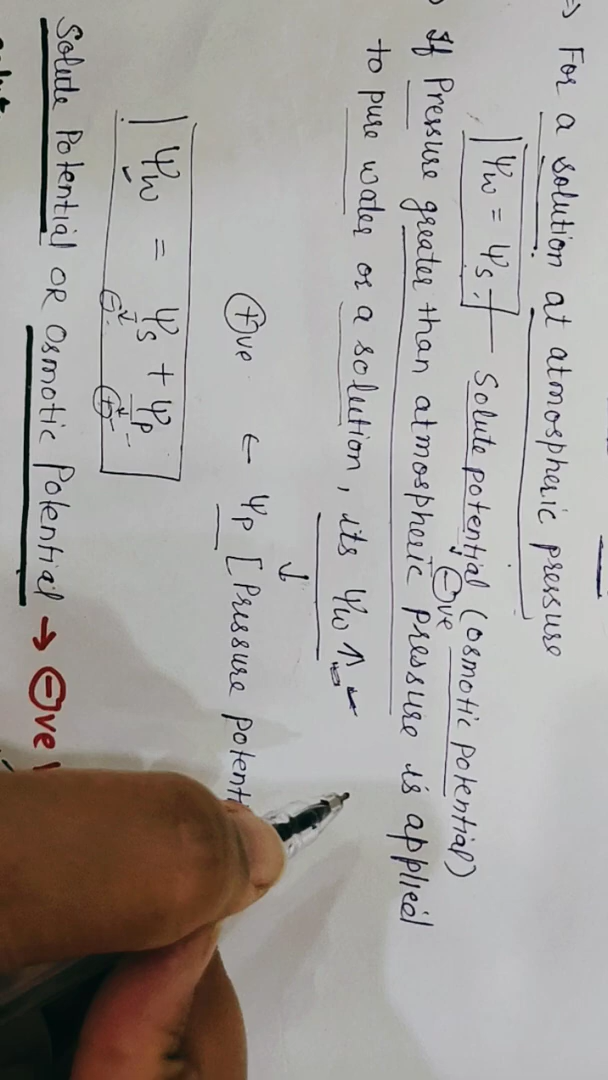 => For a solution at atmospheric pressure
Ψw = Ψs → Solute potential (osmotic potential)
⊖ve
If Pressure greater than atmospheric pressure is applied
to pure water or a solution, its Ψw ↑
⊕ve ← Ψp [Pressure
Ψw = Ψs + Ψp
⊖ ⊕
Solute Potential OR Osmotic Potential → ⊖ve